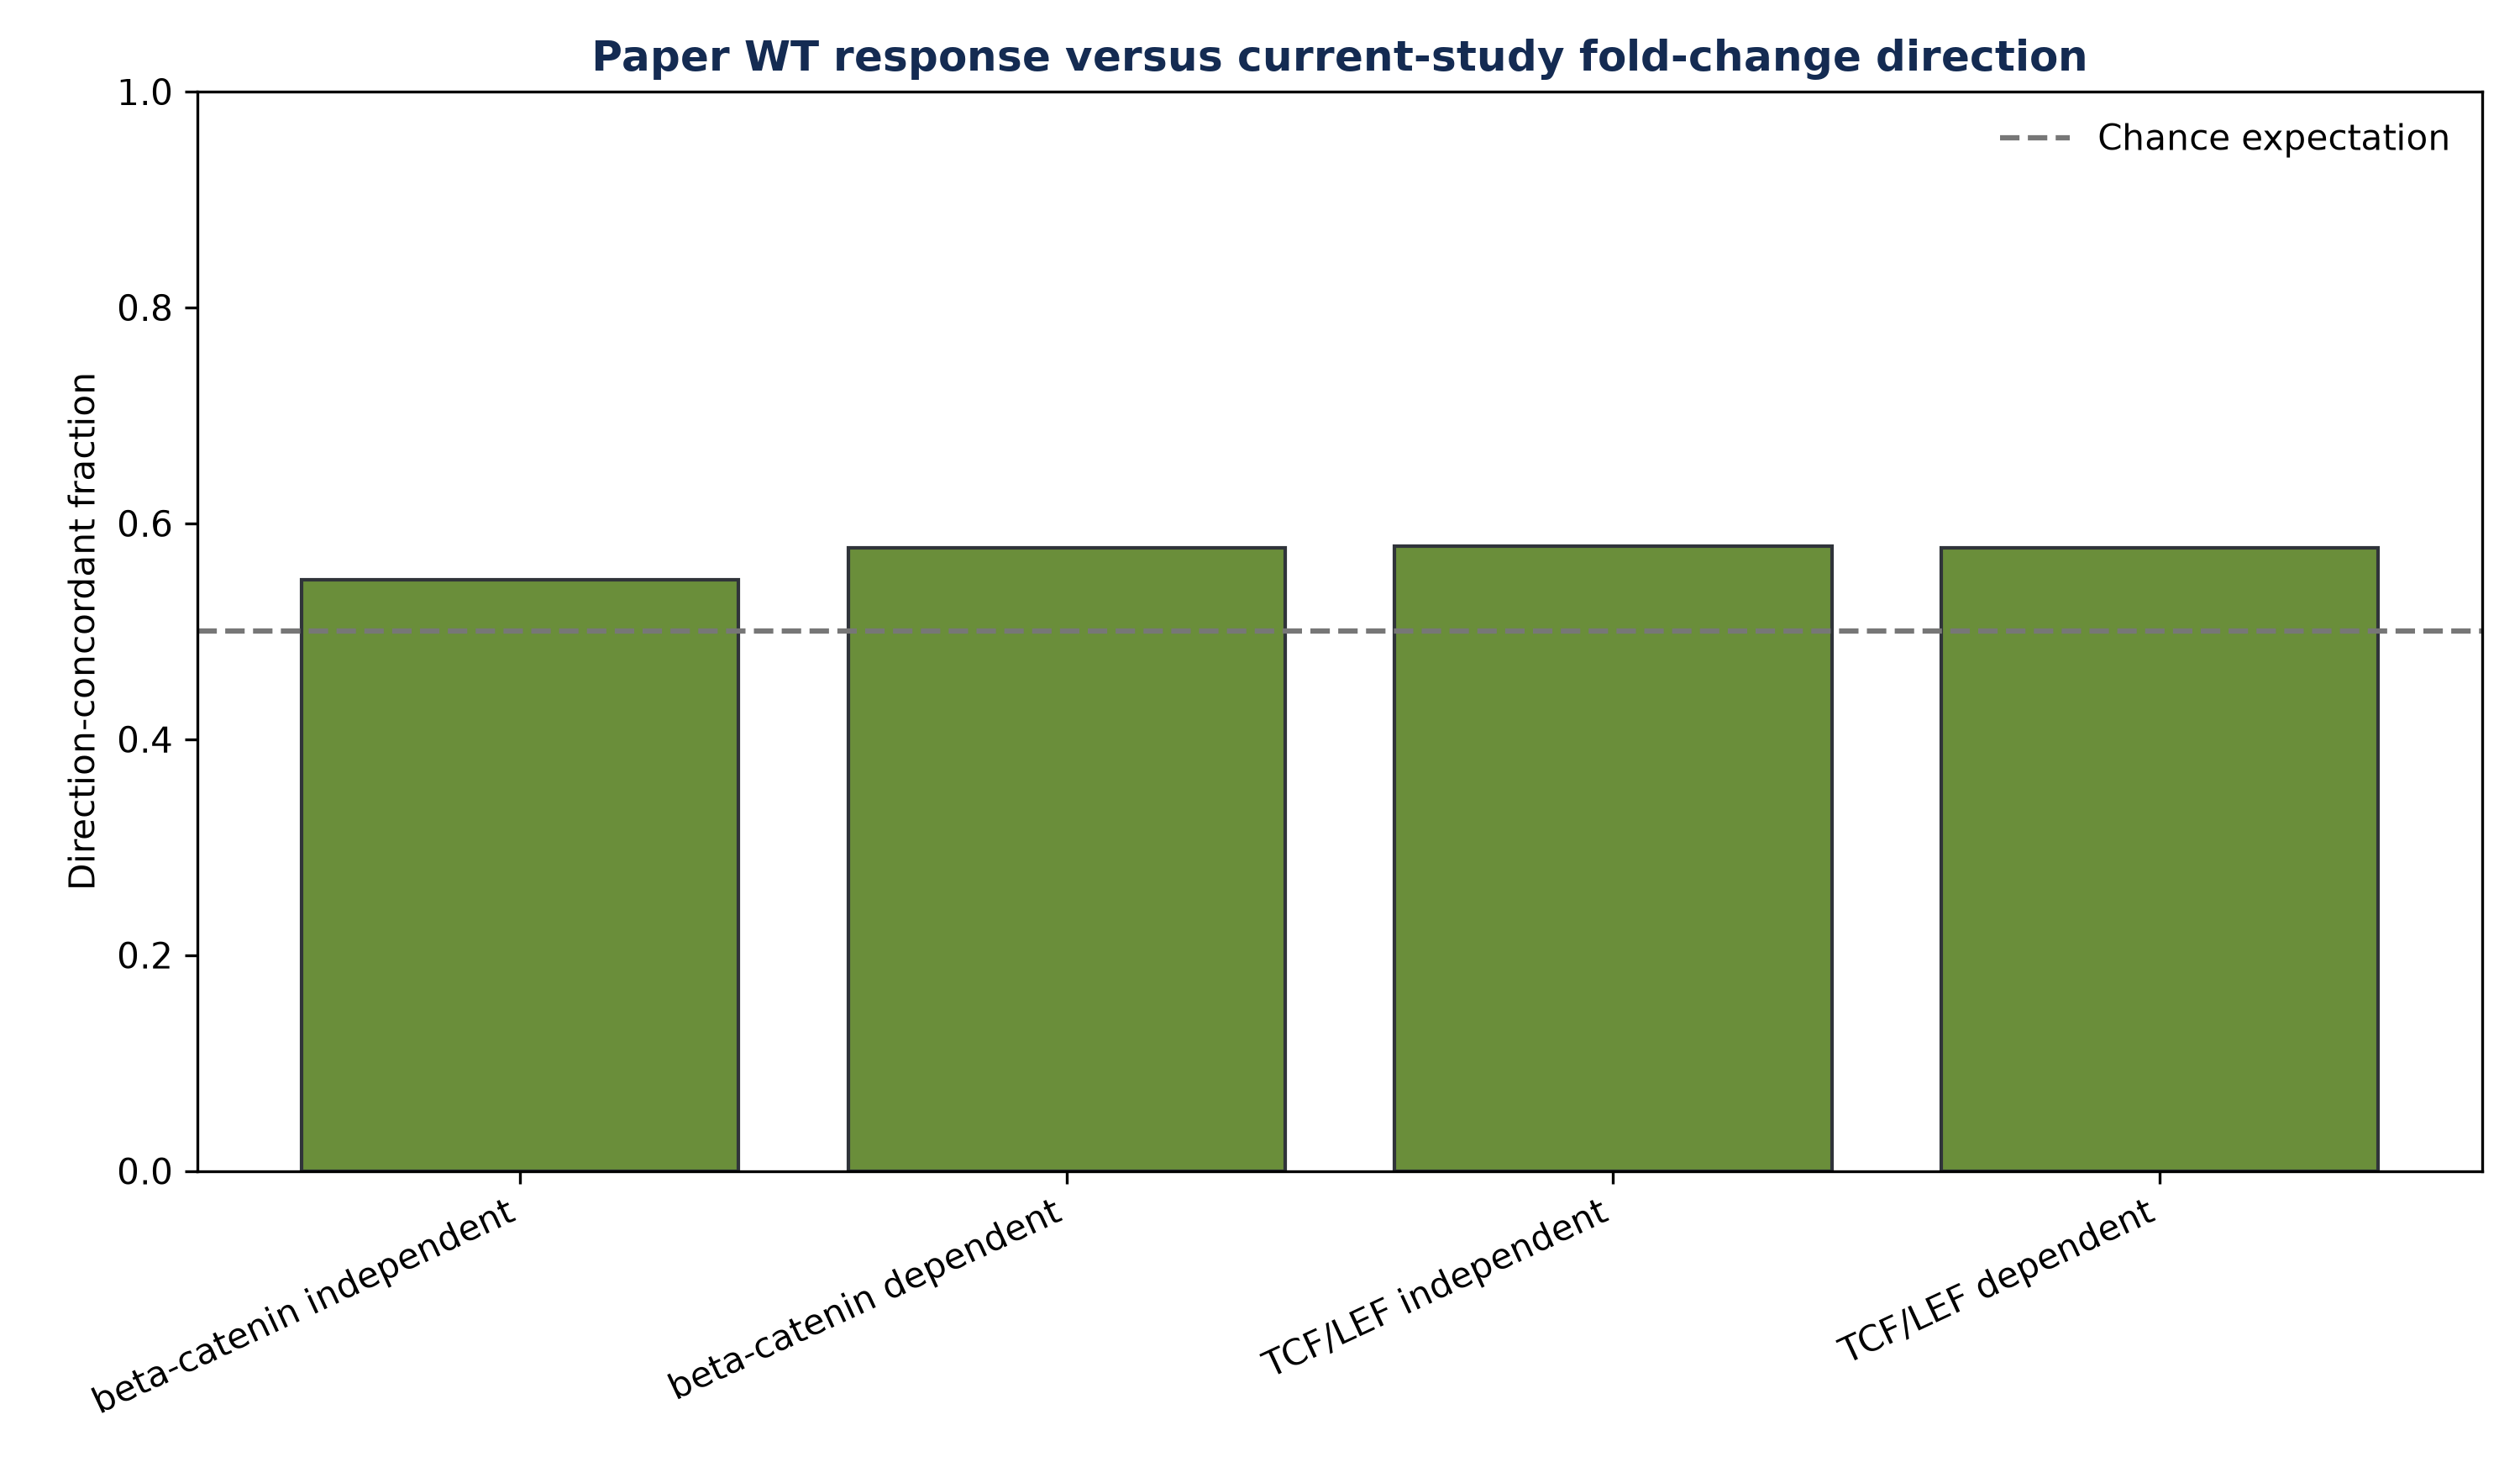 Paper WT response versus current-study fold-change direction
Chance expectation
Direction-concordant fraction
1.0
0.8
0.6
0.4
0.2
0.0
beta-catenin independent
beta-catenin dependent
TCF/LEF independent
TCF/LEF dependent